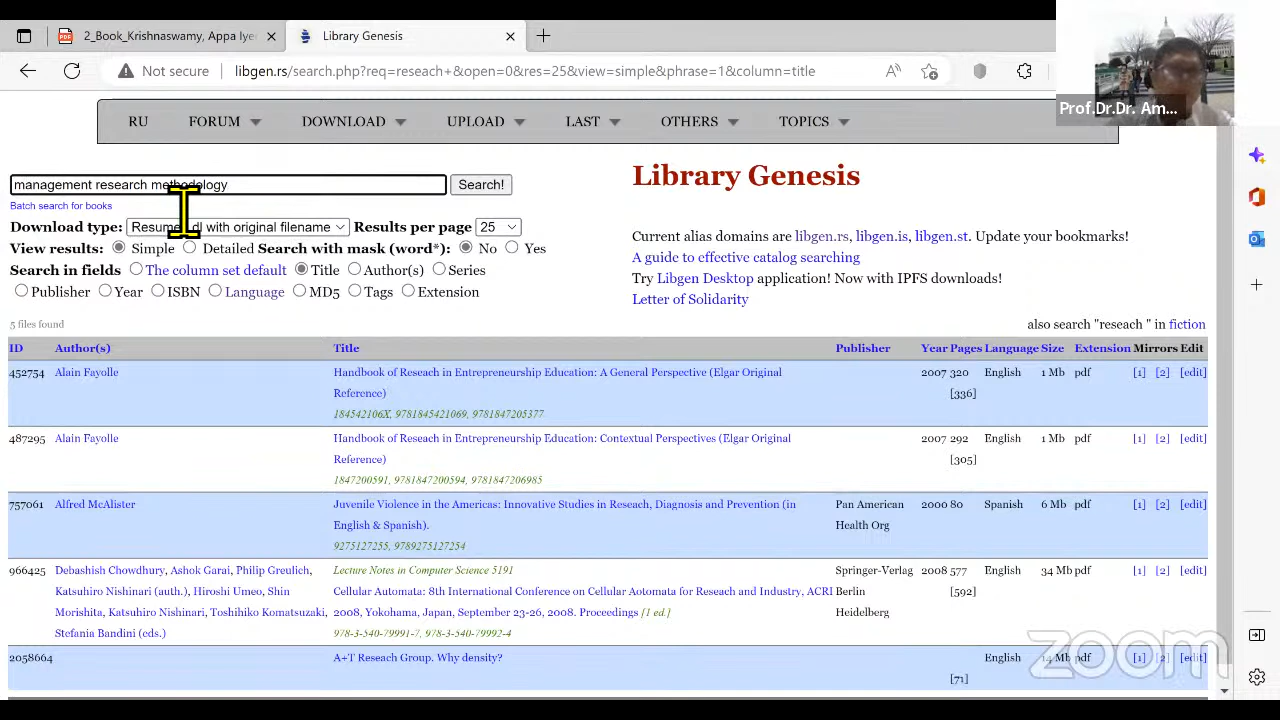 2_Book_Krishnaswamy, Appa Iye
Library Genesis
Not secure
libgen.rs/search.php?req=reseach+&open=0&res=25&view=simple&phrase=1&column=title
Prof.Dr.Dr. Am...
RU FORUM DOWNLOAD UPLOAD LAST OTHERS TOPICS
management research methodology Search!
Library Genesis
Batch search for books
Download type: Resumed dl with original filename Results per page 25
View results: Simple Detailed Search with mask (word*): No Yes
Search in fields The column set default Title Author(s) Series
Publisher Year ISBN Language MD5 Tags Extension
Current alias domains are libgen.rs, libgen.is, libgen.st. Update your bookmarks!
A guide to effective catalog searching
Try Libgen Desktop application! Now with IPFS downloads!
Letter of Solidarity
5 files found
also search "reseach " in fiction
ID Author(s) Title Publisher Year Pages Language Size Extension Mirrors Edit
452754 Alain Fayolle Handbook of Reseach in Entrepreneurship Education: A General Perspective (Elgar Original 2007 320 English 1 Mb pdf [1] [2] [edit]
Reference) [336]
184542106X, 9781845421069, 9781847205377
487295 Alain Fayolle Handbook of Reseach in Entrepreneurship Education: Contextual Perspectives (Elgar Original 2007 292 English 1 Mb pdf [1] [2] [edit]
Reference) [305]
1847200591, 9781847200594, 9781847206985
757061 Alfred McAlister Juvenile Violence in the Americas: Innovative Studies in Reseach, Diagnosis and Prevention (in Pan American 2000 80 Spanish 6 Mb pdf [1] [2] [edit]
English & Spanish). Health Org
9275127255, 9789275127254
966425 Debashish Chowdhury, Ashok Garai, Philip Greulich, Lecture Notes in Computer Science 5191 Springer-Verlag 2008 577 English 34 Mb pdf [1] [2] [edit]
Katsuhiro Nishinari (auth.), Hiroshi Umeo, Shin Cellular Automata: 8th International Conference on Cellular Aotomata for Reseach and Industry, ACRI Berlin [592]
Morishita, Katsuhiro Nishinari, Toshihiko Komatsuzaki, 2008, Yokohama, Japan, September 23-26, 2008. Proceedings [1 ed.] Heidelberg
Stefania Bandini (eds.) 978-3-540-79991-7, 978-3-540-79992-4
2058664 A+T Reseach Group. Why density? English 14 Mb pdf [1] [2] [edit]
[71]
zoom